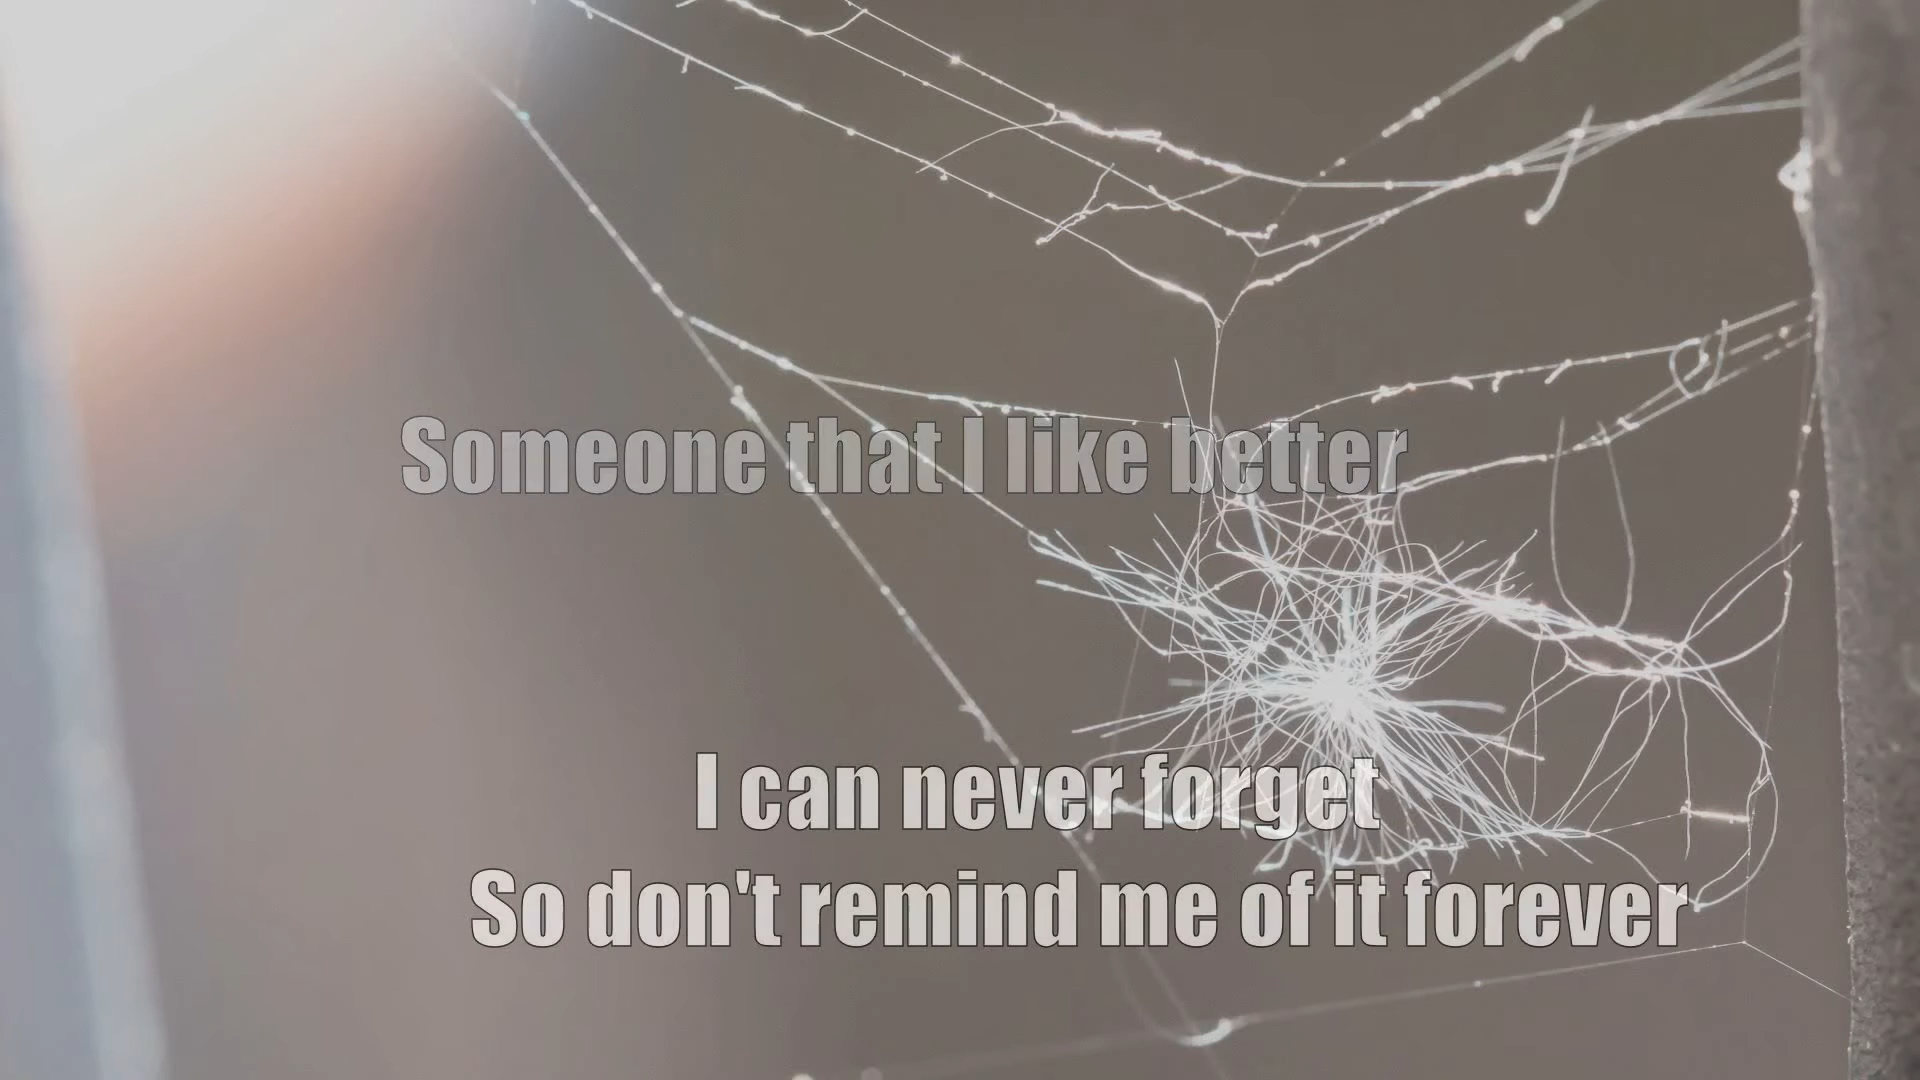 Someone that I like better
I can never forget
So don't remind me of it forever